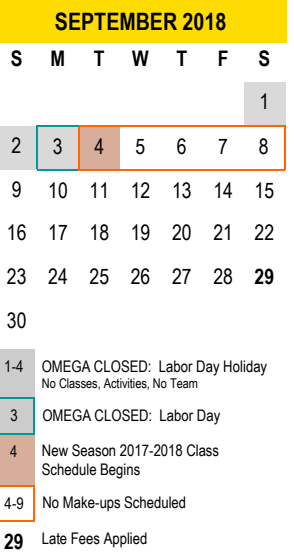 SEPTEMBER 2018
S M T W T F S
1
2 3 4 5 6 7 8
9 10 11 12 13 14 15
16 17 18 19 20 21 22
23 24 25 26 27 28 29
30
1-4 OMEGA CLOSED: Labor Day Holiday
No Classes, Activities, No Team
3 OMEGA CLOSED: Labor Day
4 New Season 2017-2018 Class
Schedule Begins
4-9 No Make-ups Scheduled
29 Late Fees Applied